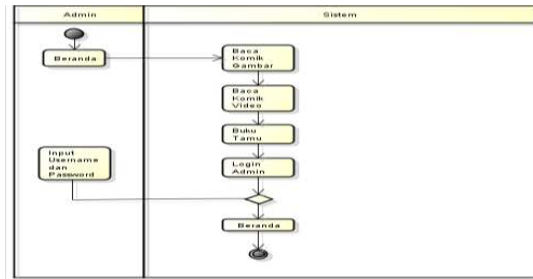 Admin
Sistem
Beranda
Baca
Komik
Gambar
Baca
Komik
Video
Buku
Tamu
Input
Username
dan
Password
Login
Admin
Beranda